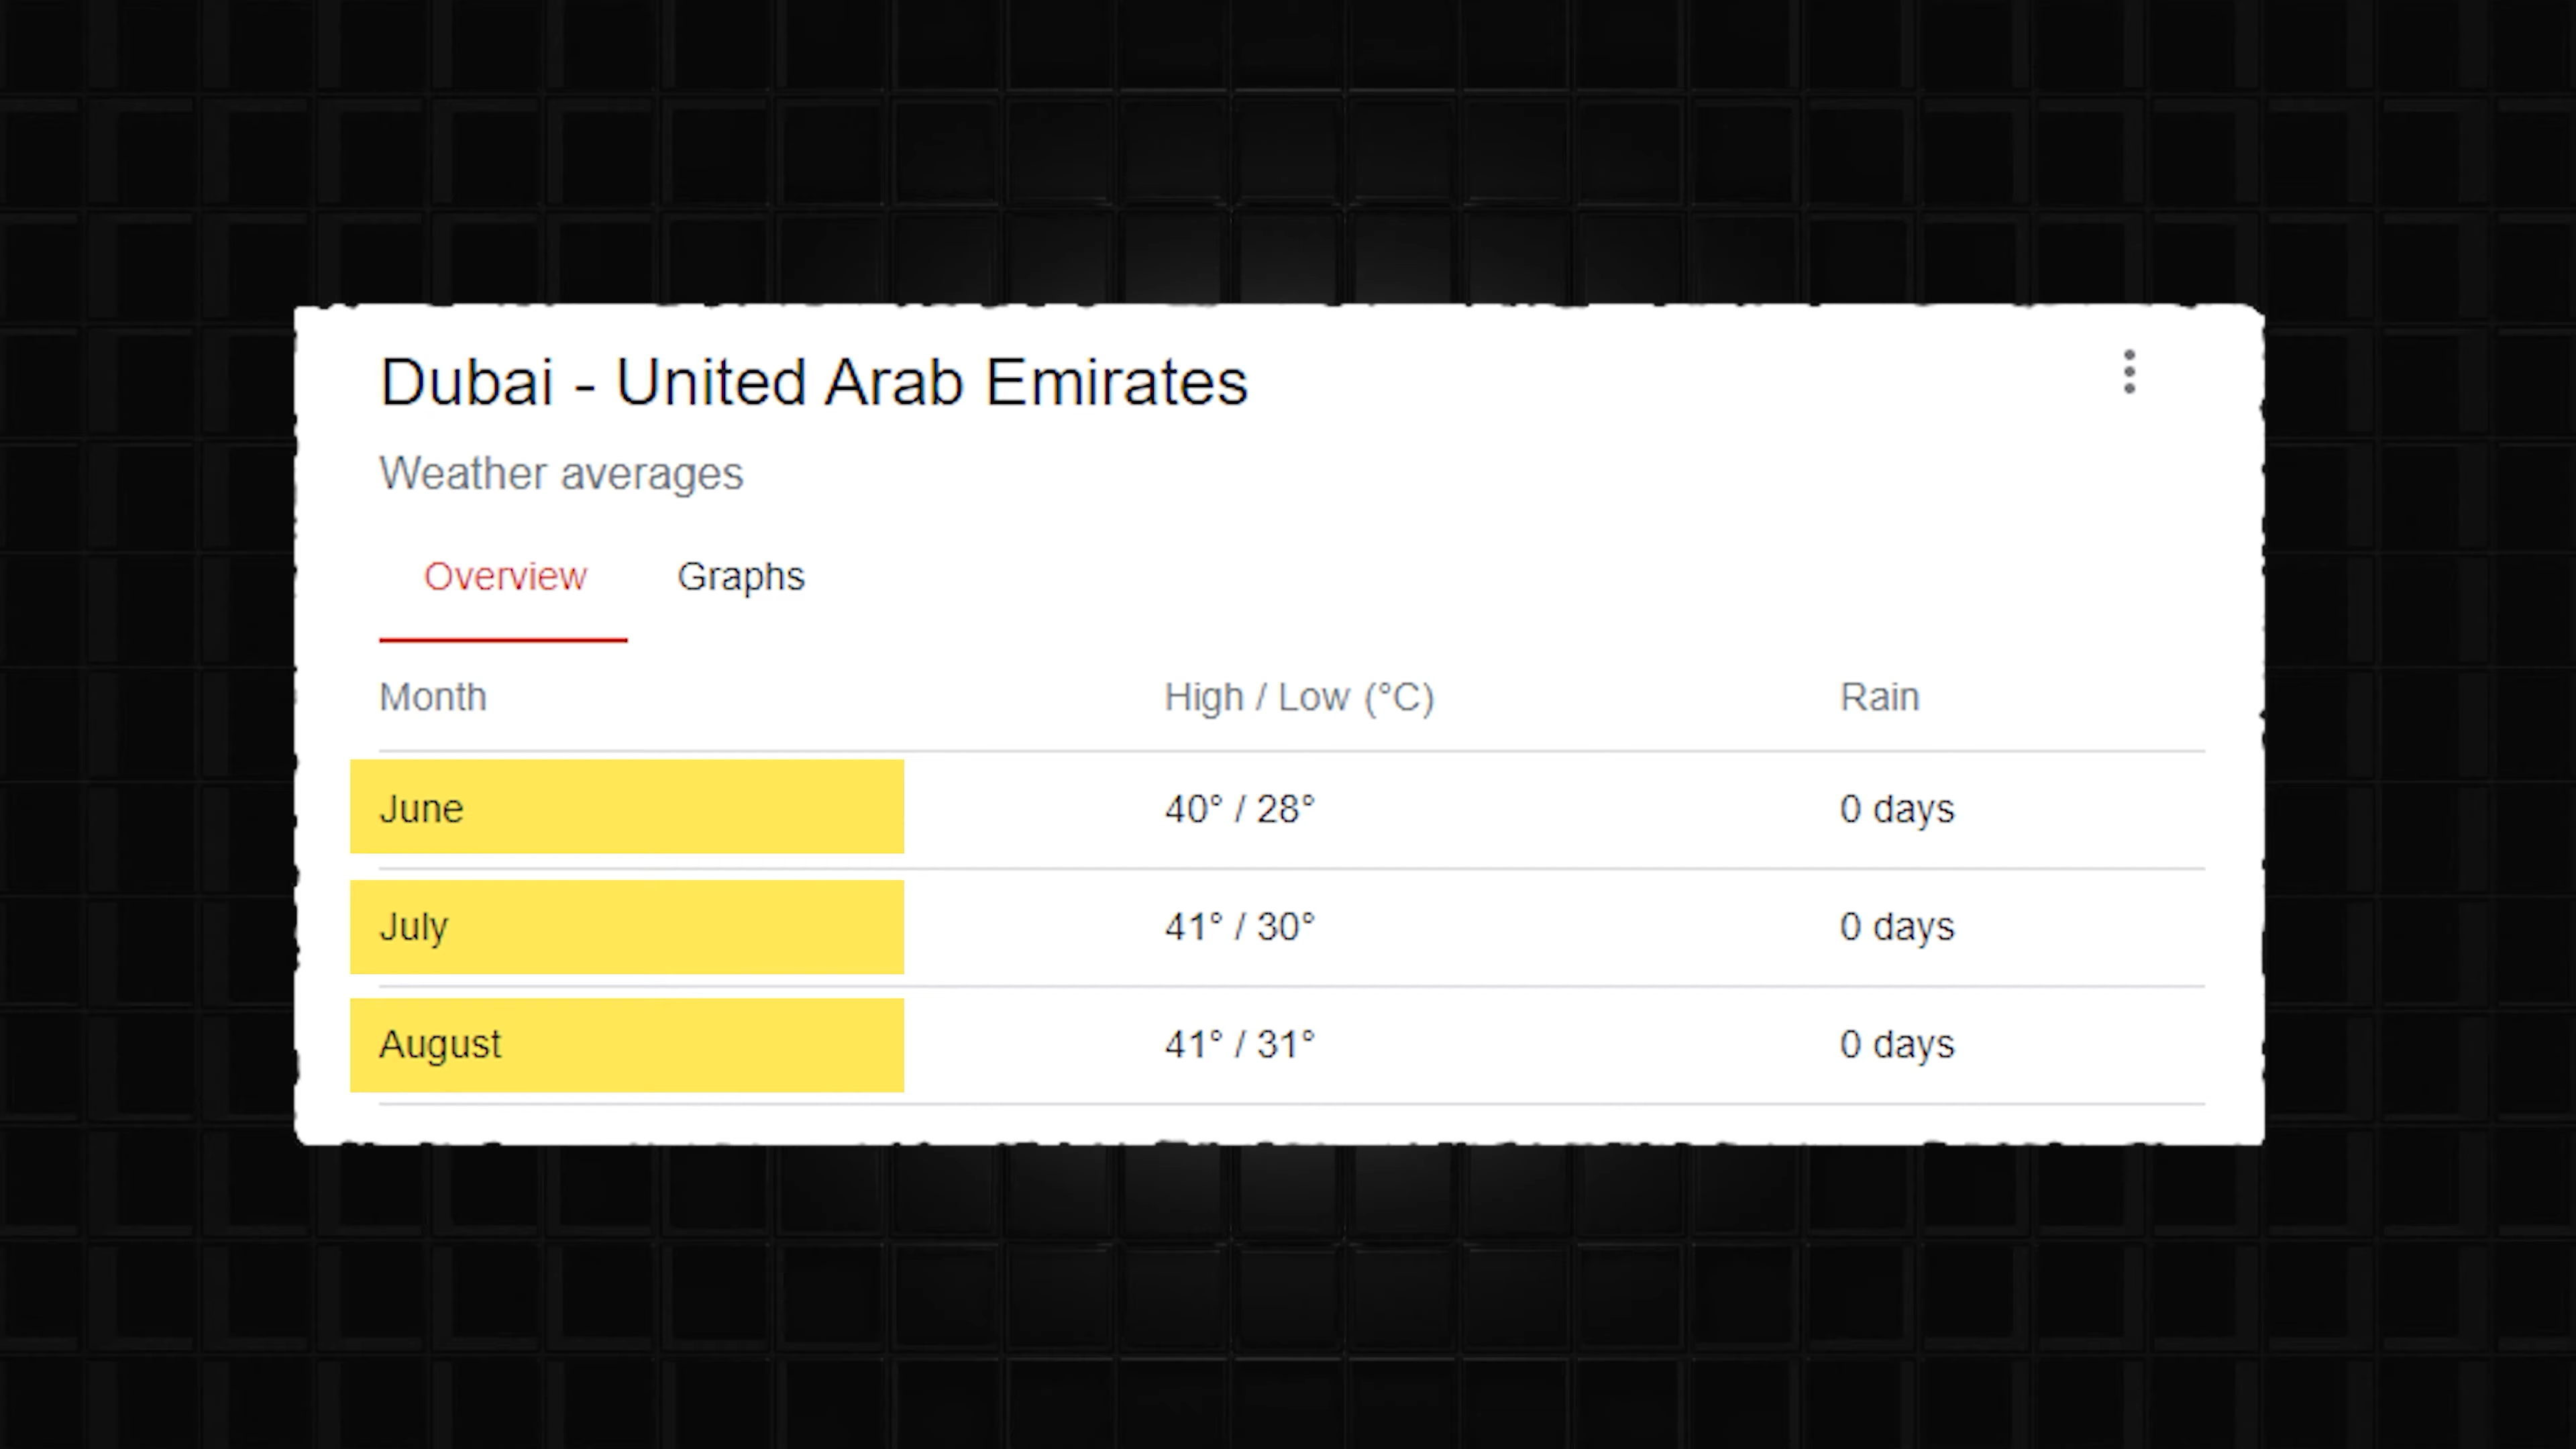 Dubai - United Arab Emirates
Weather averages
Overview Graphs
Month High / Low (°C) Rain
June 40° / 28° 0 days
July 41° / 30° 0 days
August 41° / 31° 0 days